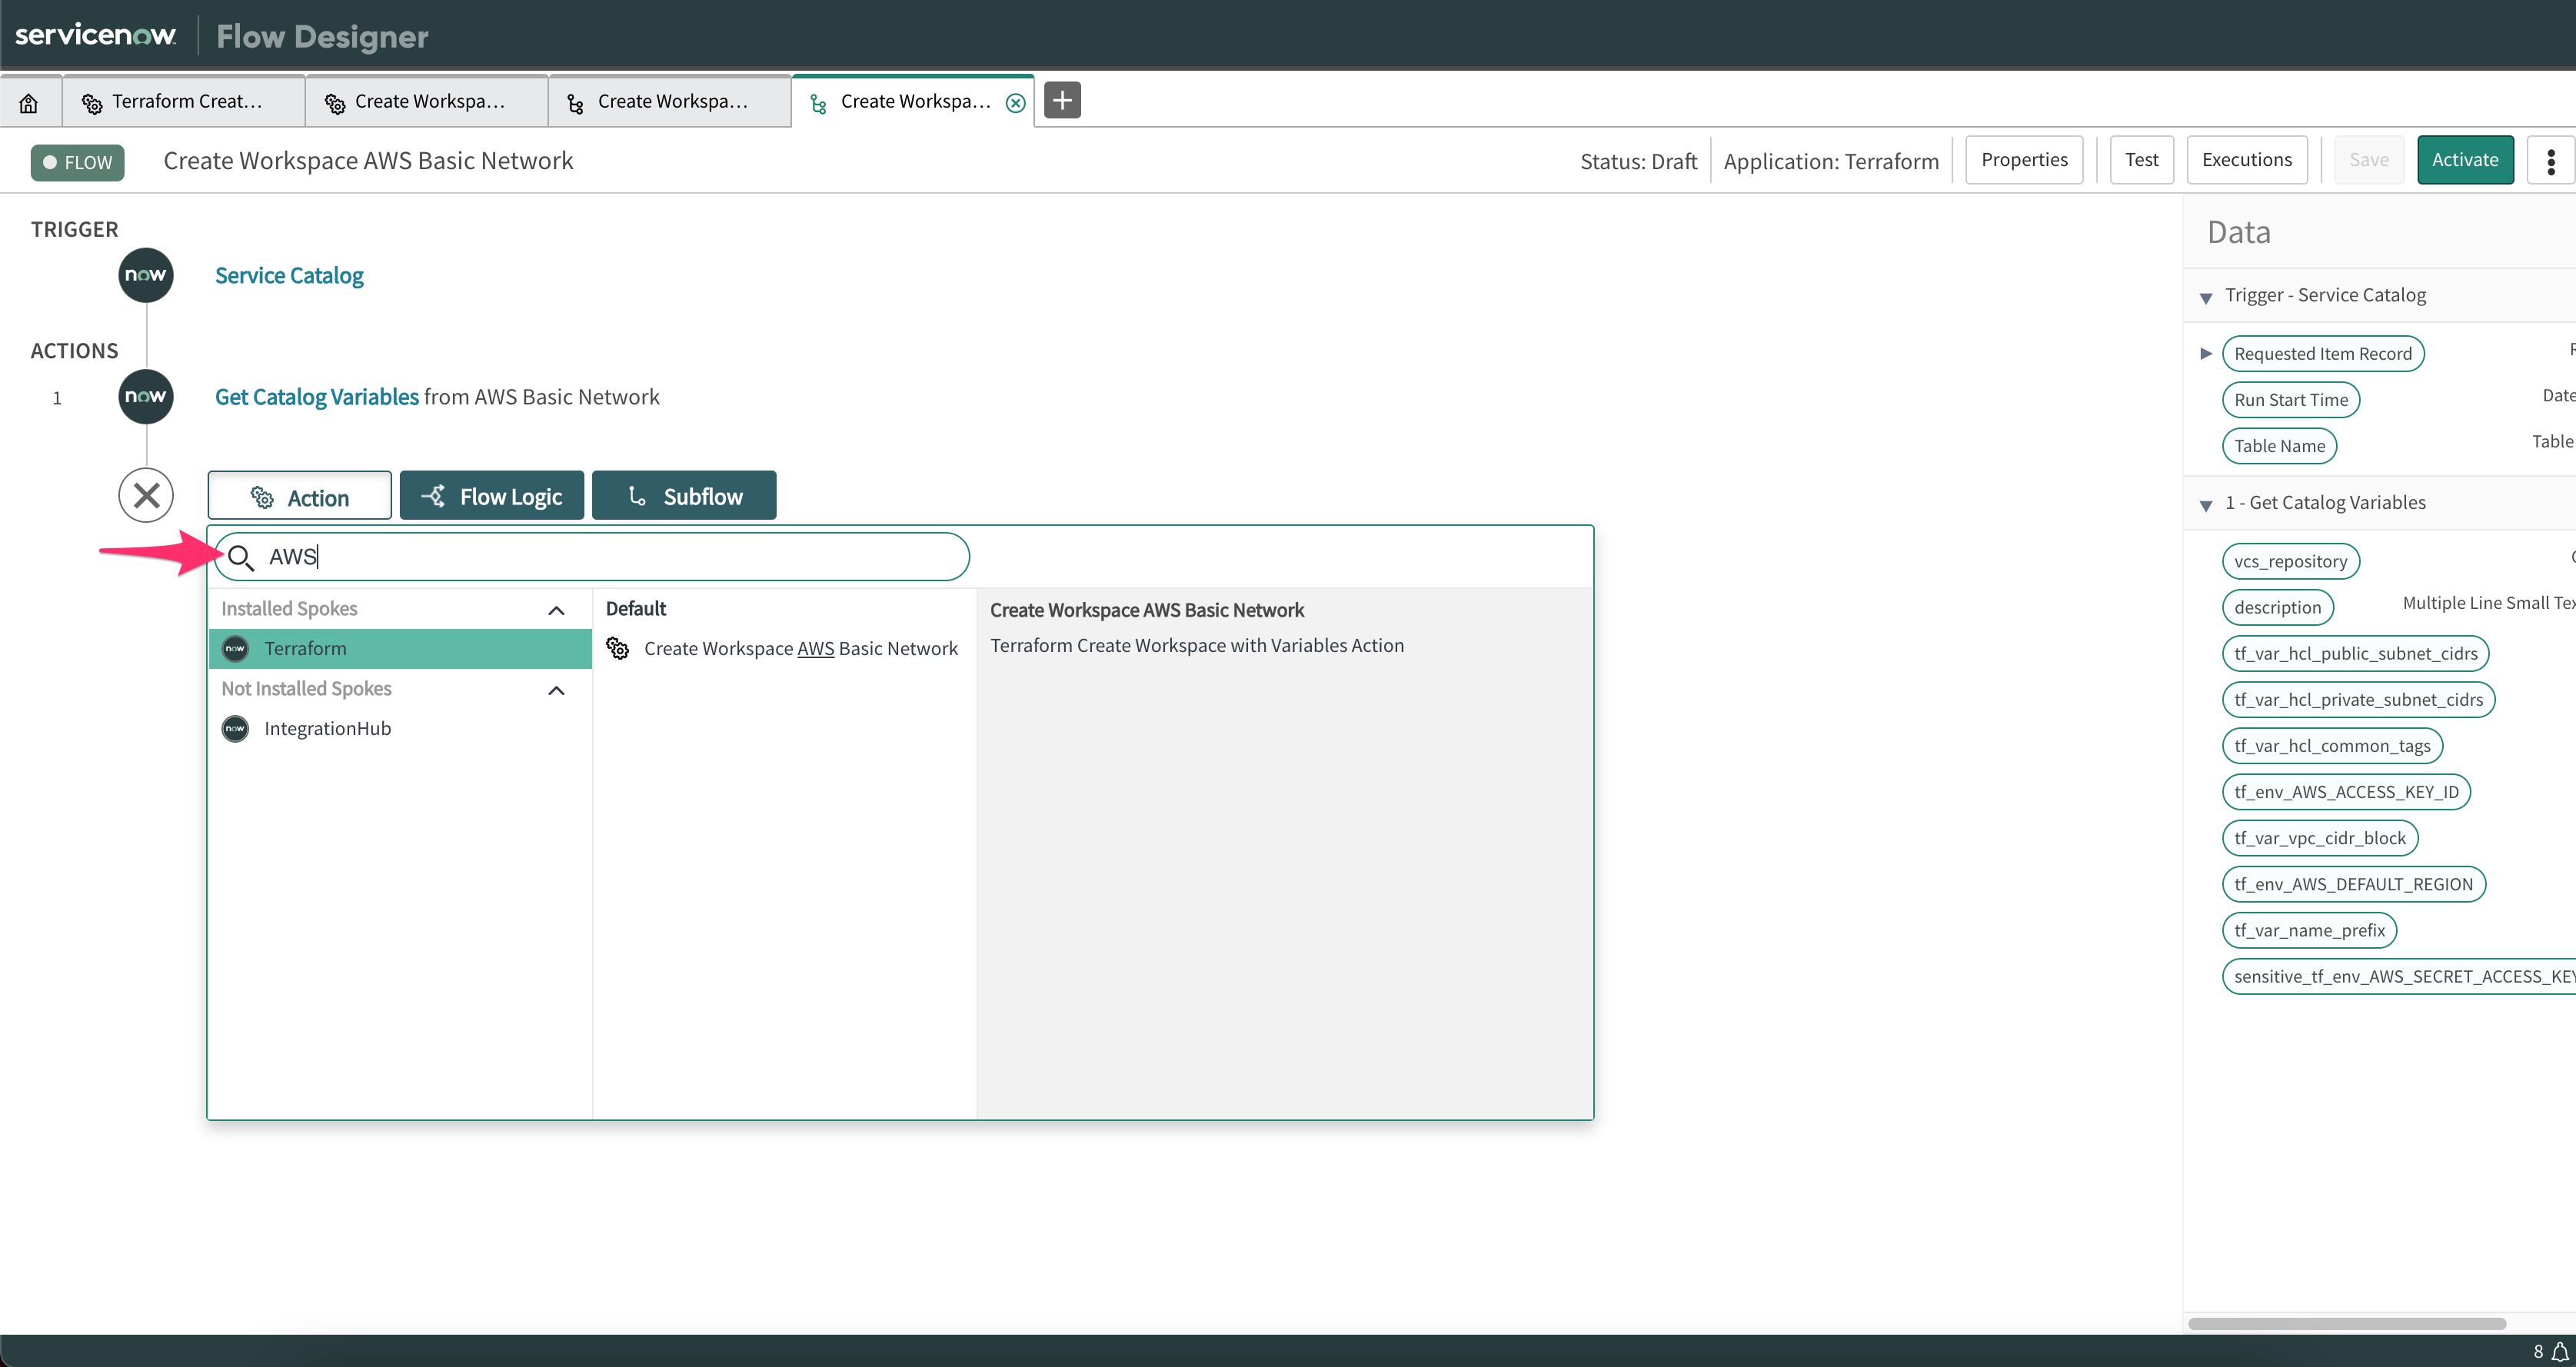 servicenow Flow Designer
Terraform Creat... Create Workspa... Create Workspa... Create Workspa...
FLOW Create Workspace AWS Basic Network Status: Draft Application: Terraform Properties Test Executions Save Activate
TRIGGER
now Service Catalog
ACTIONS
1 now Get Catalog Variables from AWS Basic Network
Action Flow Logic Subflow
AWS
Installed Spokes
now Terraform
Not Installed Spokes
now IntegrationHub
Default
Create Workspace AWS Basic Network
Create Workspace AWS Basic Network
Terraform Create Workspace with Variables Action
Data
Trigger - Service Catalog
Requested Item Record
Run Start Time Date
Table Name Table
1 - Get Catalog Variables
vcs_repository
description Multiple Line Small Tex
tf_var_hcl_public_subnet_cidrs
tf_var_hcl_private_subnet_cidrs
tf_var_hcl_common_tags
tf_env_AWS_ACCESS_KEY_ID
tf_var_vpc_cidr_block
tf_env_AWS_DEFAULT_REGION
tf_var_name_prefix
sensitive_tf_env_AWS_SECRET_ACCESS_KEY
8